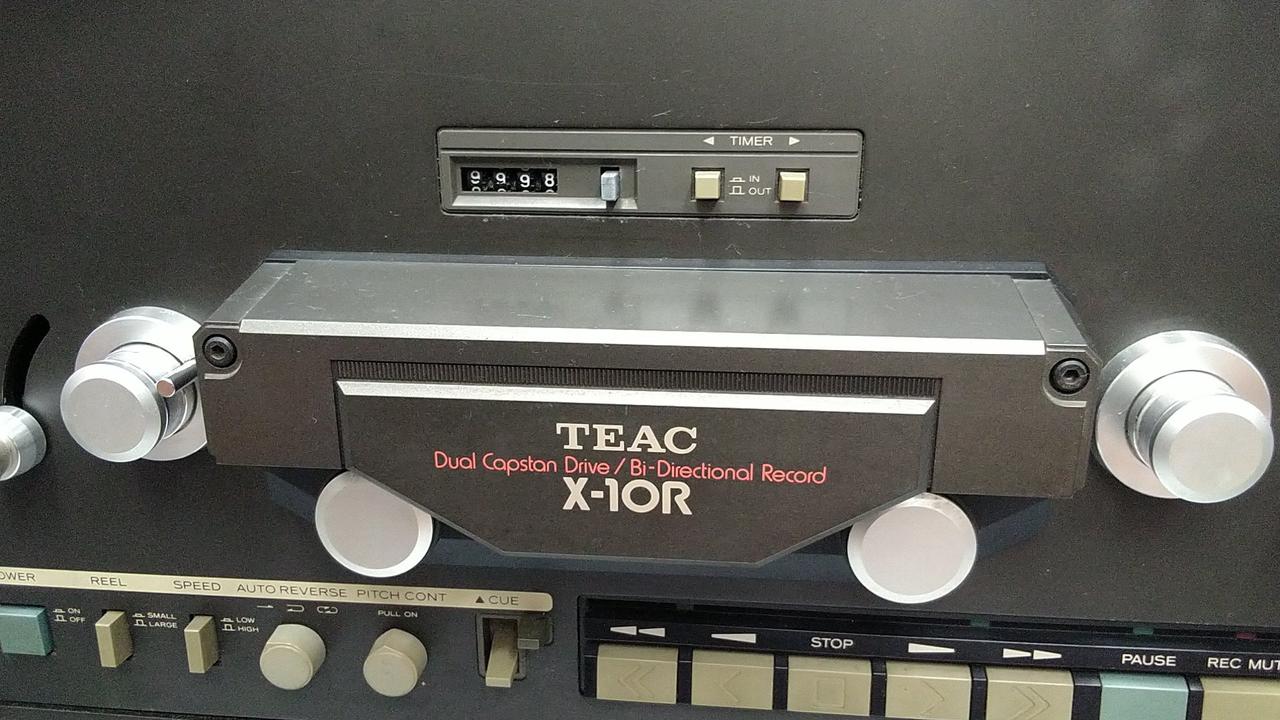 ◄ TIMER ►
9998
IN
OUT
TEAC
Dual Capstan Drive / Bi-Directional Record
X-10R
OWER REEL SPEED AUTO REVERSE PITCH CONT ▲ CUE
ON
OFF
SMALL
LARGE
LOW
HIGH
PULL ON
STOP
PAUSE
REC MUT